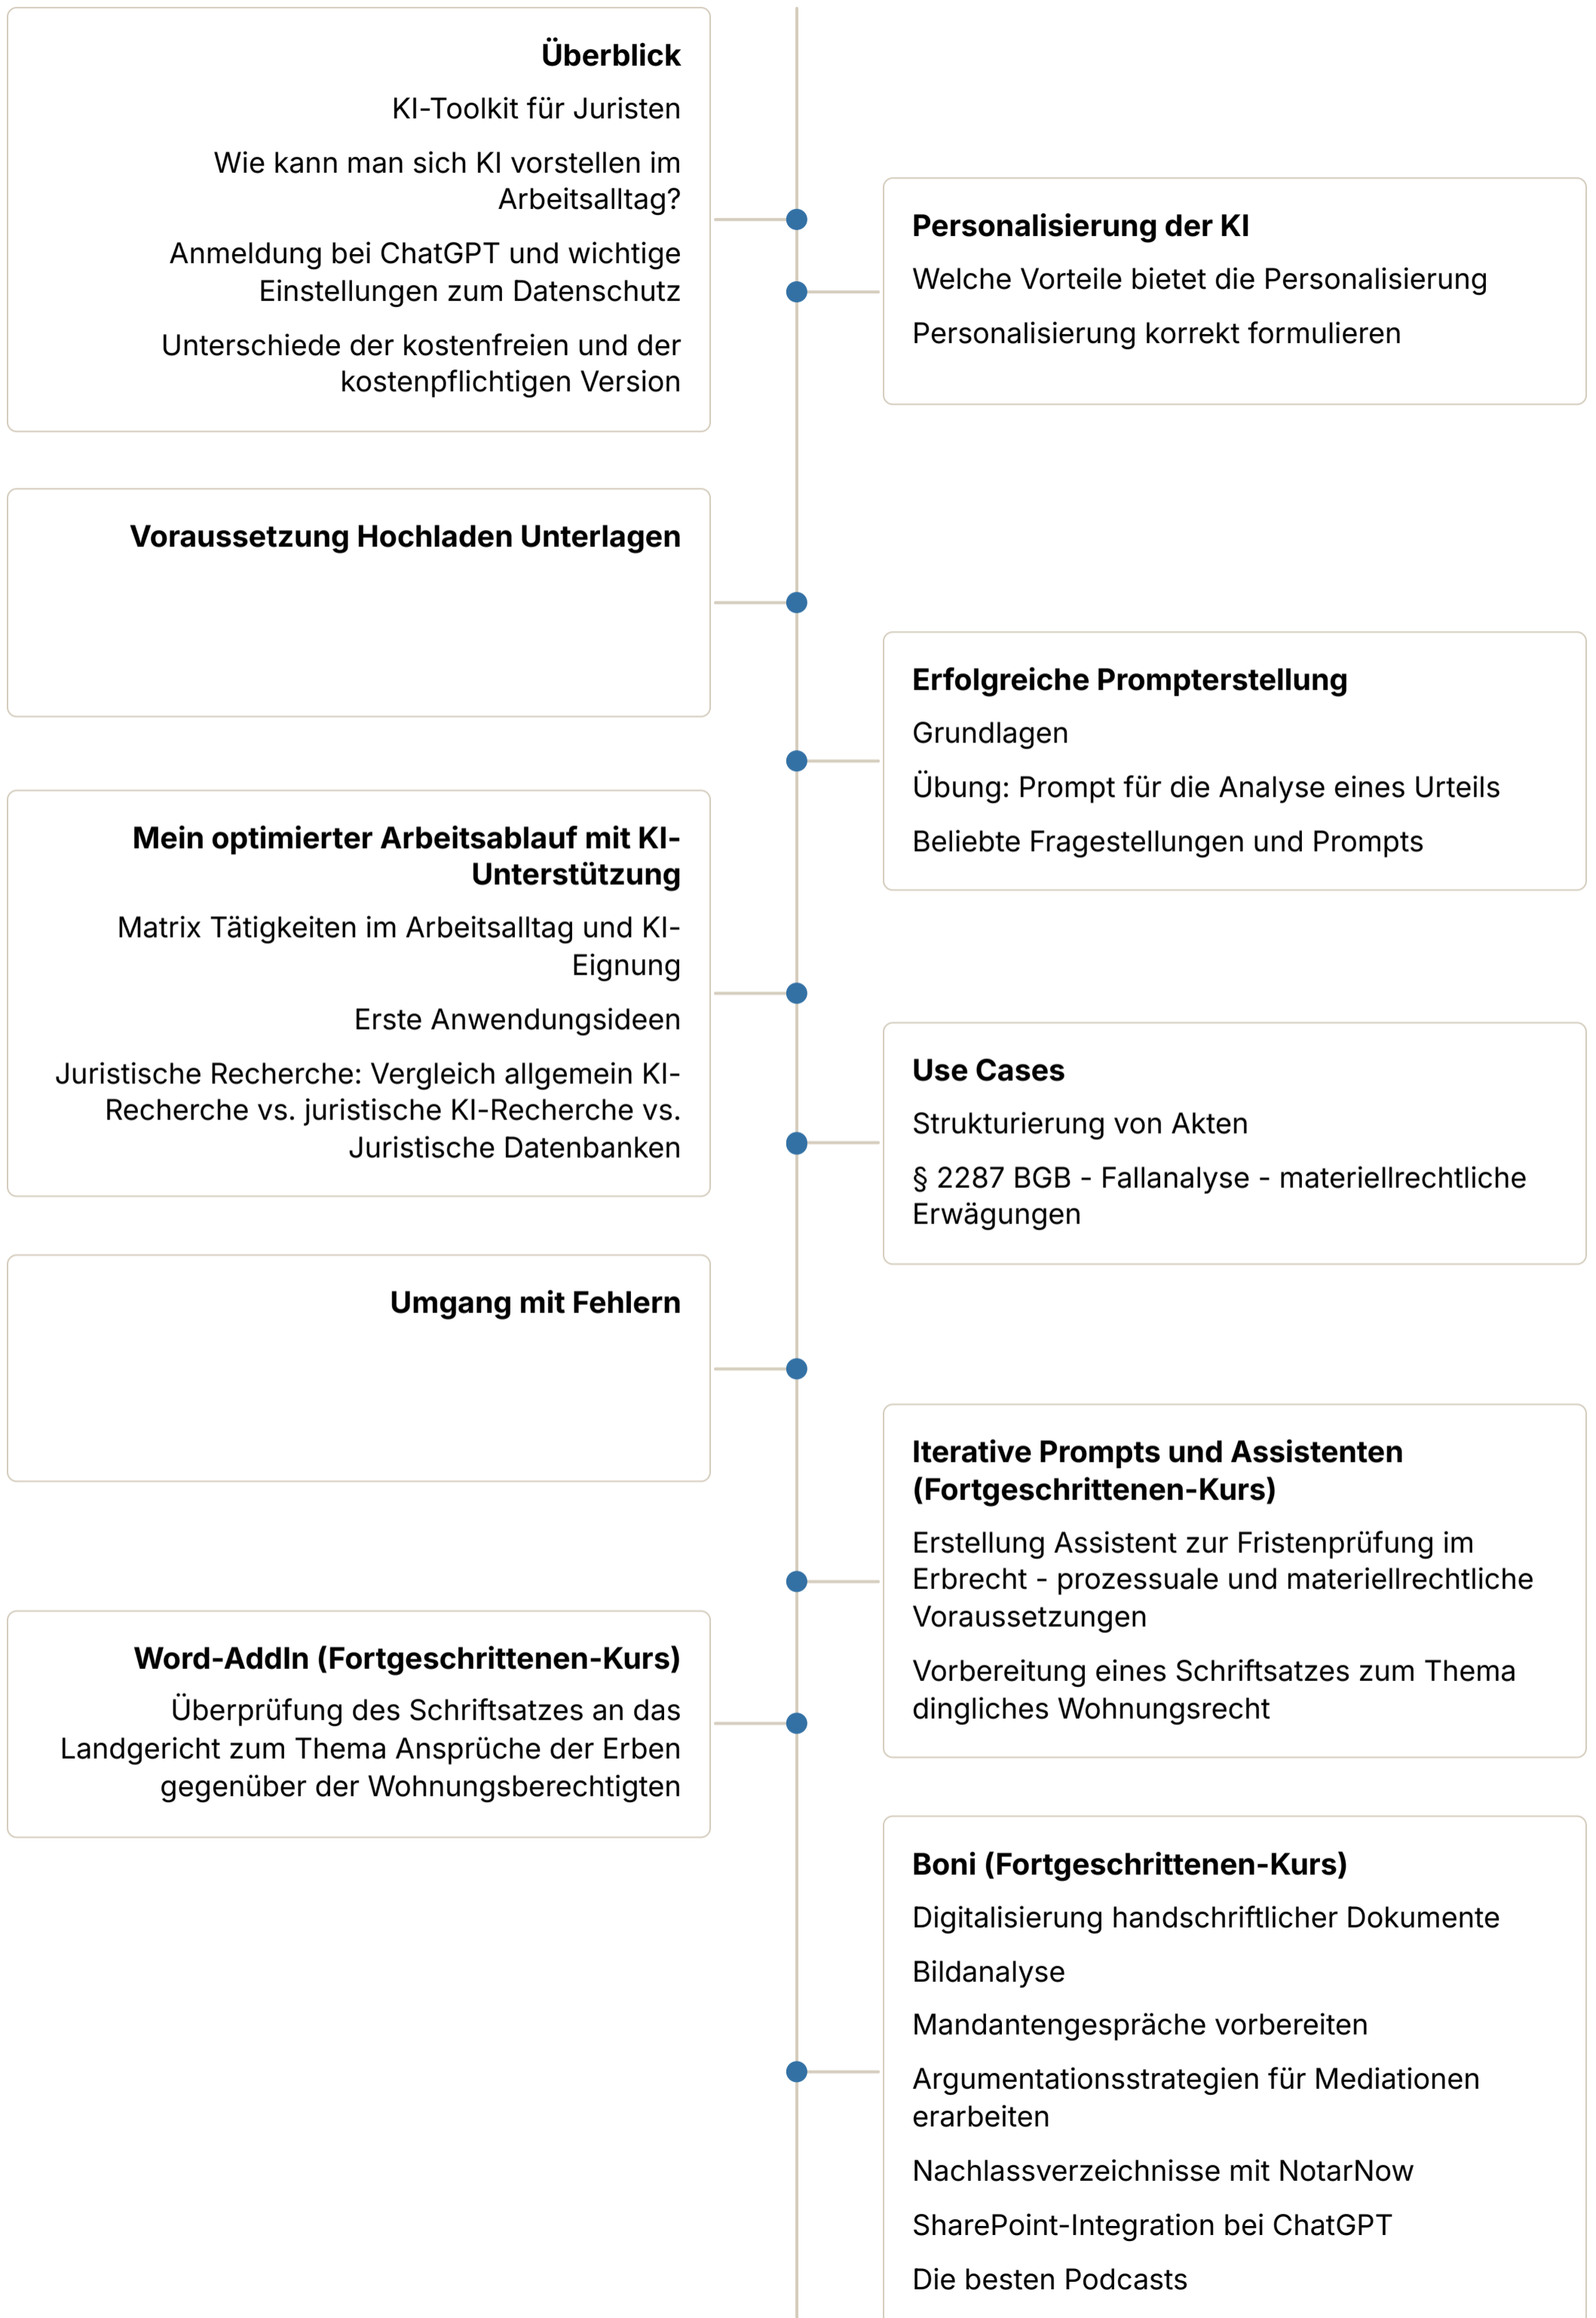 Überblick
KI-Toolkit für Juristen
Wie kann man sich KI vorstellen im
Arbeitsalltag?
Anmeldung bei ChatGPT und wichtige
Einstellungen zum Datenschutz
Unterschiede der kostenfreien und der
kostenpflichtigen Version
Personalisierung der KI
Welche Vorteile bietet die Personalisierung
Personalisierung korrekt formulieren
Voraussetzung Hochladen Unterlagen
Erfolgreiche Prompterstellung
Grundlagen
Übung: Prompt für die Analyse eines Urteils
Beliebte Fragestellungen und Prompts
Mein optimierter Arbeitsablauf mit KI-
Unterstützung
Matrix Tätigkeiten im Arbeitsalltag und KI-
Eignung
Erste Anwendungsideen
Juristische Recherche: Vergleich allgemein KI-
Recherche vs. juristische KI-Recherche vs.
Juristische Datenbanken
Use Cases
Strukturierung von Akten
§ 2287 BGB - Fallanalyse - materiellrechtliche
Erwägungen
Umgang mit Fehlern
Iterative Prompts und Assistenten
(Fortgeschrittenen-Kurs)
Erstellung Assistent zur Fristenprüfung im
Erbrecht - prozessuale und materiellrechtliche
Voraussetzungen
Vorbereitung eines Schriftsatzes zum Thema
dingliches Wohnungsrecht
Word-AddIn (Fortgeschrittenen-Kurs)
Überprüfung des Schriftsatzes an das
Landgericht zum Thema Ansprüche der Erben
gegenüber der Wohnungsberechtigten
Boni (Fortgeschrittenen-Kurs)
Digitalisierung handschriftlicher Dokumente
Bildanalyse
Mandantengespräche vorbereiten
Argumentationsstrategien für Mediationen
erarbeiten
Nachlassverzeichnisse mit NotarNow
SharePoint-Integration bei ChatGPT
Die besten Podcasts